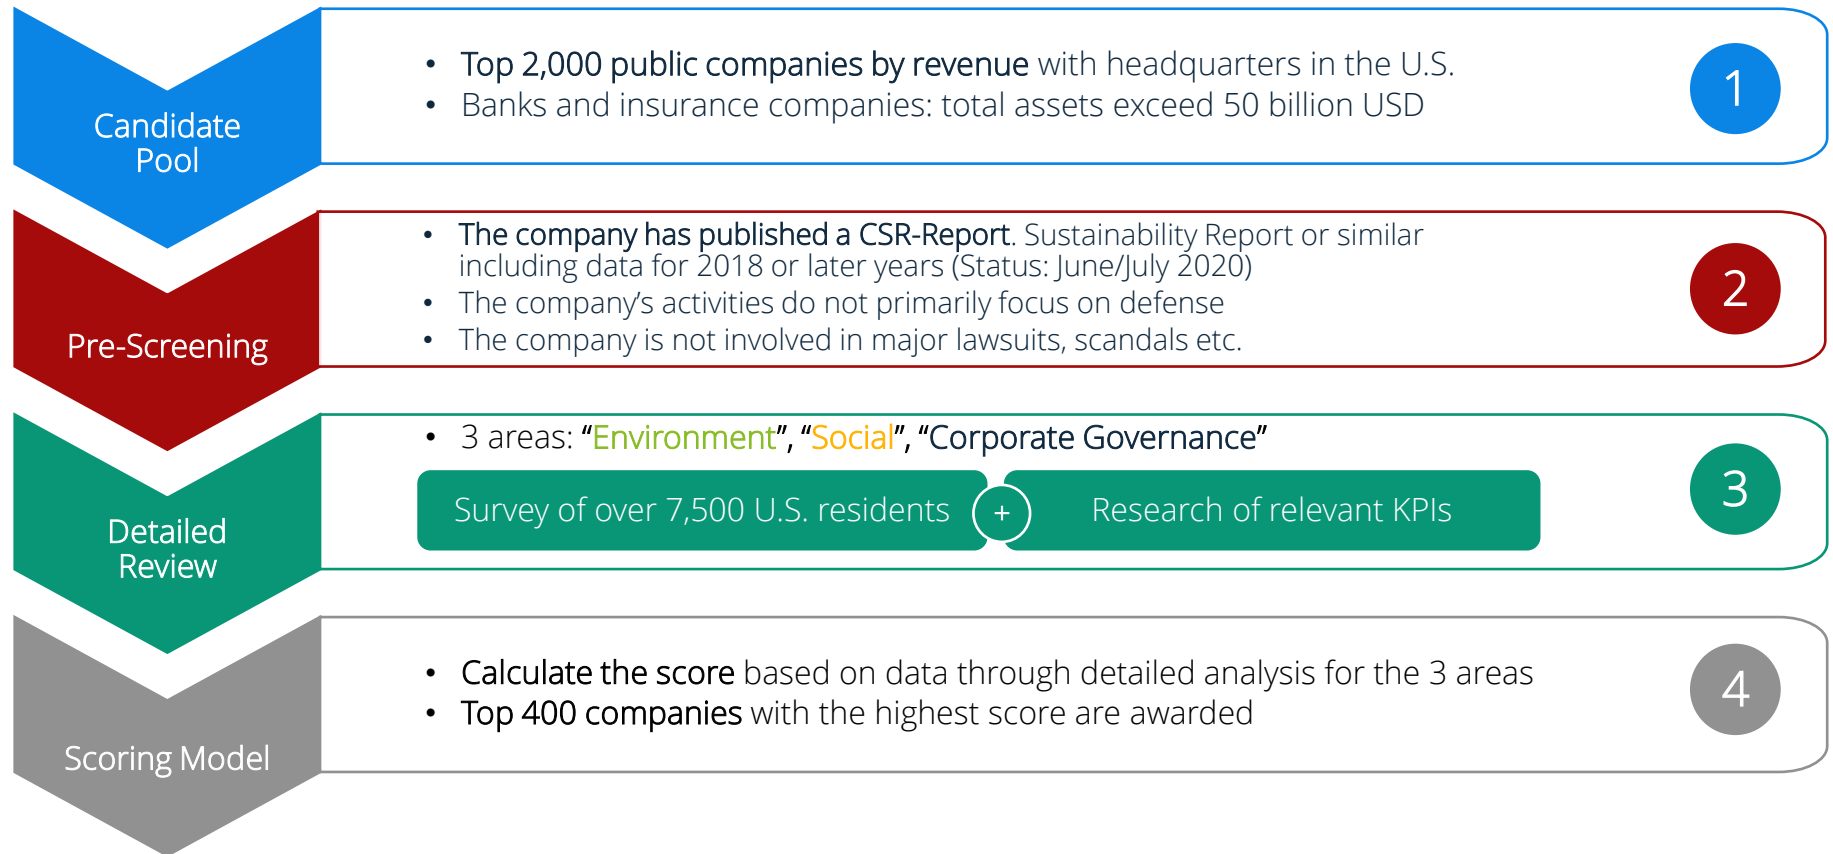 Candidate
Pool
• Top 2,000 public companies by revenue with headquarters in the U.S.
• Banks and insurance companies: total assets exceed 50 billion USD
1
Pre-Screening
• The company has published a CSR-Report. Sustainability Report or similar
including data for 2018 or later years (Status: June/July 2020)
• The company’s activities do not primarily focus on defense
• The company is not involved in major lawsuits, scandals etc.
2
Detailed
Review
• 3 areas: “Environment”, “Social”, “Corporate Governance”
Survey of over 7,500 U.S. residents + Research of relevant KPIs
3
Scoring Model
• Calculate the score based on data through detailed analysis for the 3 areas
• Top 400 companies with the highest score are awarded
4